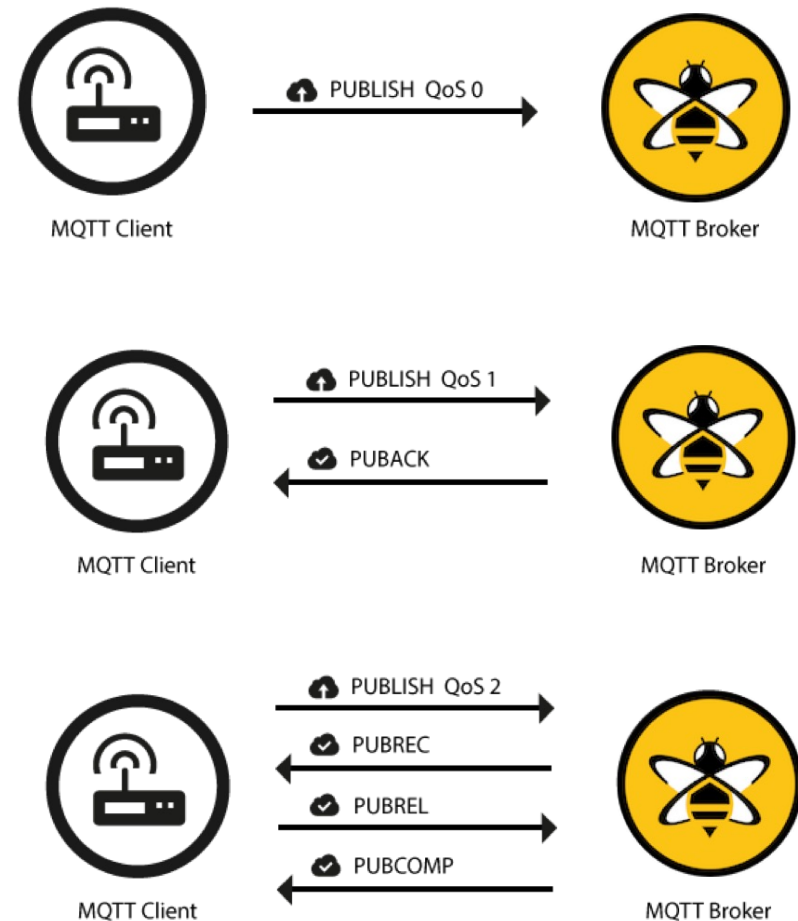 PUBLISH QoS 0
MQTT Client
MQTT Broker
PUBLISH QoS 1
PUBACK
MQTT Client
MQTT Broker
PUBLISH QoS 2
PUBREC
PUBREL
PUBCOMP
MQTT Client
MQTT Broker